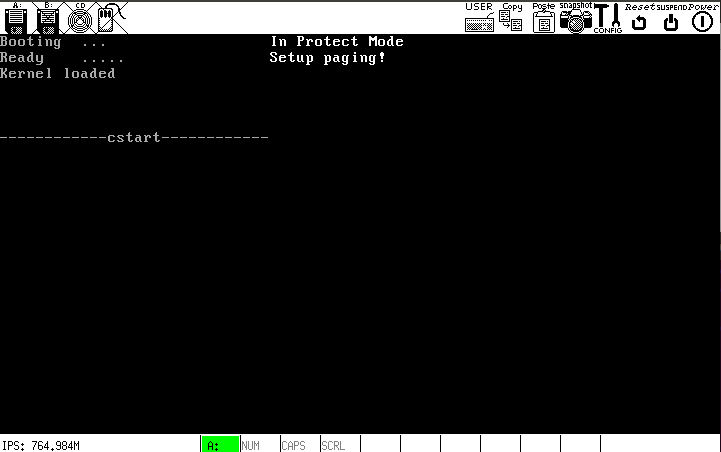 A: B: CD USER Copy Poste snapshot CONFIG Reset SUSPEND Power
Booting ... In Protect Mode
Ready ..... Setup paging!
Kernel loaded
------------cstart------------
IPS: 764.984M A: NUM CAPS SCRL